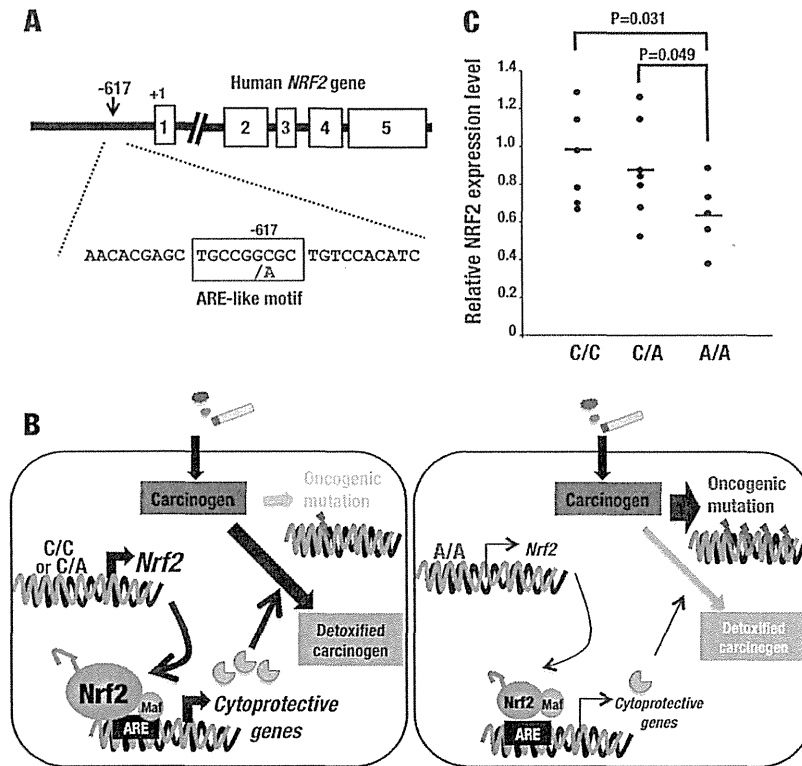 A
Human NRF2 gene
-617
+1
1
2
3
4
5
-617
AACACGAGC TGCCGGCGC TGTCCACATC
/A
ARE-like motif
C
P=0.031
P=0.049
Relative NRF2 expression level
1.4
1.2
1.0
0.8
0.6
0.4
0.2
0
C/C C/A A/A
B
Carcinogen
Oncogenic
mutation
C/C
or C/A
Nrf2
Detoxified
carcinogen
Nrf2
Maf
ARE
Cytoprotective
genes
Carcinogen
Oncogenic
mutation
A/A
Nrf2
Detoxified
carcinogen
Nrf2
Maf
ARE
Cytoprotective
genes